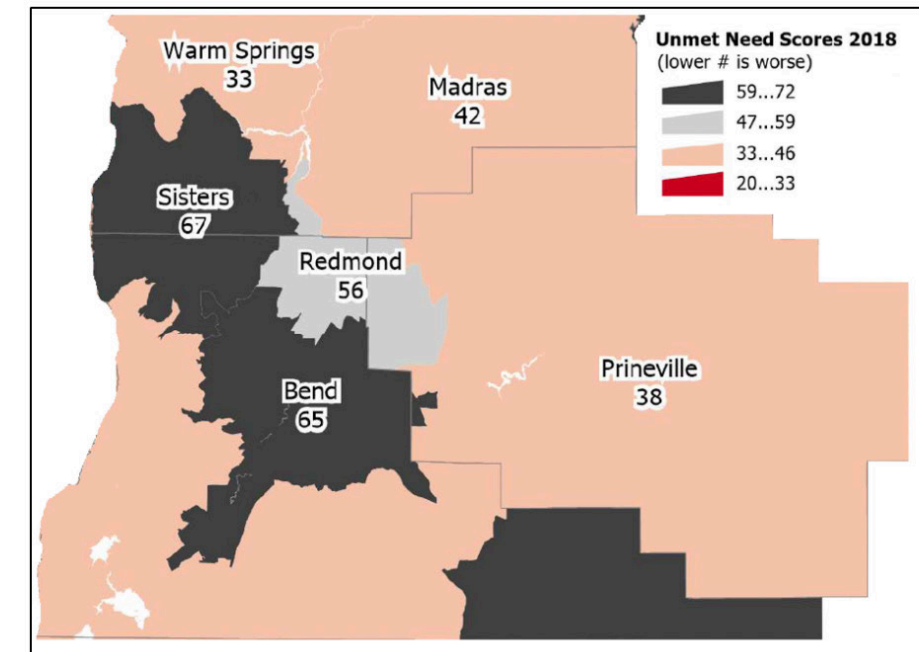 Unmet Need Scores 2018
(lower # is worse)
59...72
47...59
33...46
20...33
Warm Springs
33
Madras
42
Sisters
67
Redmond
56
Prineville
38
Bend
65